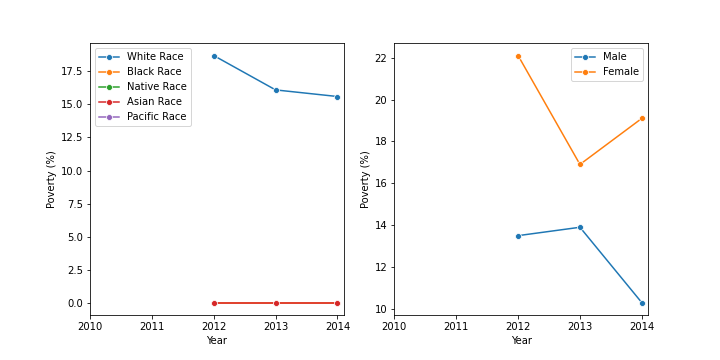 White Race
Black Race
Native Race
Asian Race
Pacific Race
17.5
15.0
12.5
10.0
7.5
5.0
2.5
0.0
Poverty (%)
2010 2011 2012 2013 2014
Year
Male
Female
22
20
18
16
14
12
10
Poverty (%)
2010 2011 2012 2013 2014
Year